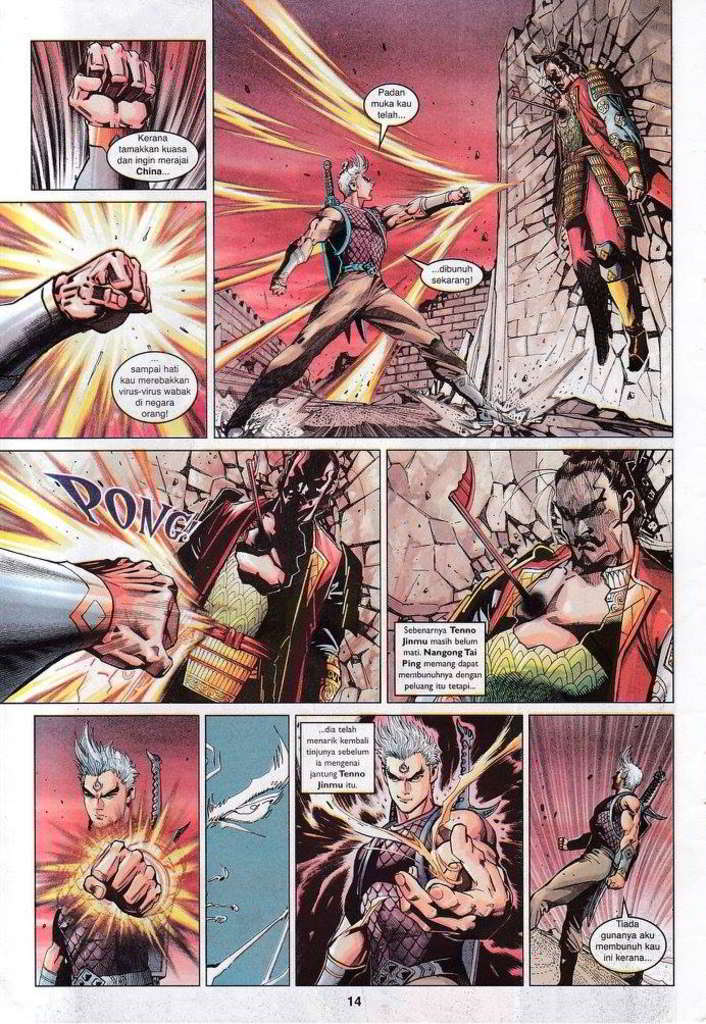 Kerana
tamakkan kuasa
dan ingin merajai
China...
...
sampai hati
kau merebakkan
virus-virus wabak
di negara
orang!
Padan
muka kau
telah...
...dibunuh
sekarang!
PONG!!
Sebenarnya Tenno
Jinmu masih belum
mati. Nangong Tai
Ping memang dapat
membunuhnya dengan
peluang itu tetapi...
...dia telah
menarik kembali
tinjunya sebelum
ia mengenai
jantung Tenno
Jinmu itu.
Tiada
gunanya aku
membunuh kau
ini kerana...
14